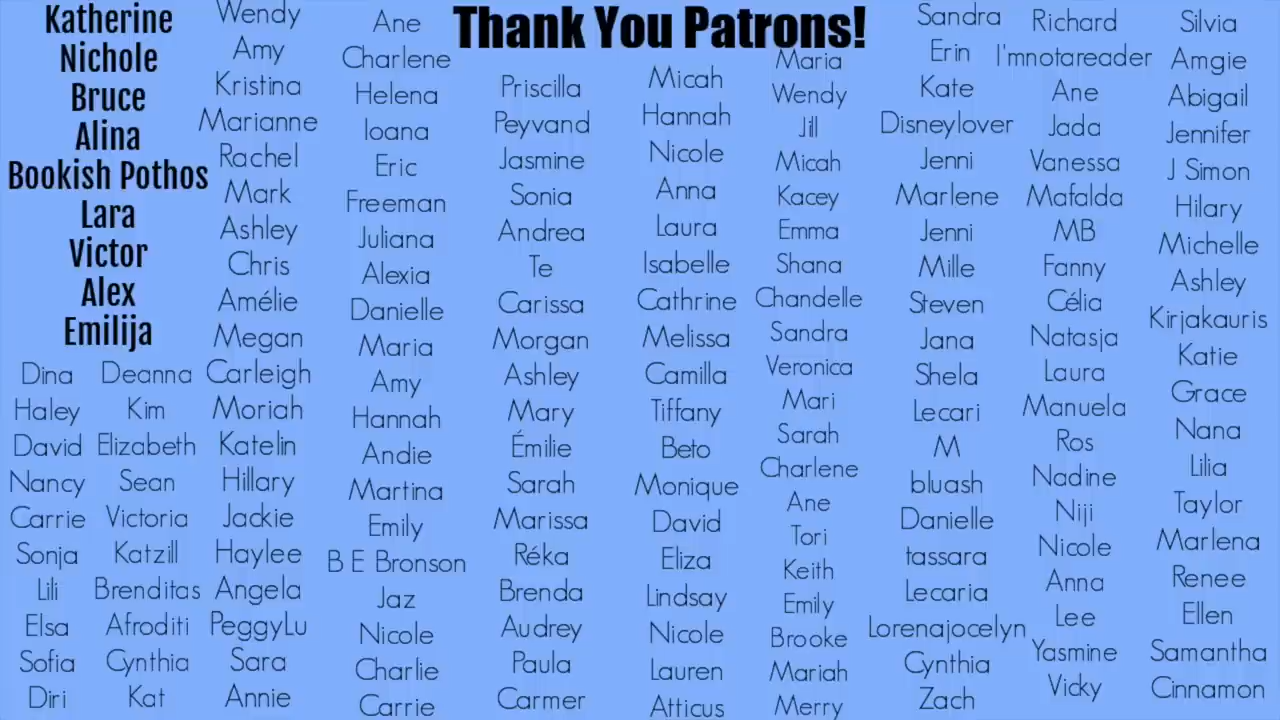 Thank You Patrons!
Katherine
Nichole
Bruce
Alina
Bookish Pothos
Lara
Victor
Alex
Emilija
Dina
Haley
David
Nancy
Carrie
Sonja
Lili
Elsa
Sofia
Diri
Deanna
Kim
Elizabeth
Sean
Victoria
Katzill
Brenditas
Afroditi
Cynthia
Kat
Wendy
Amy
Kristina
Marianne
Rachel
Mark
Ashley
Chris
Amélie
Megan
Carleigh
Moriah
Katelin
Hillary
Jackie
Haylee
Angela
PeggyLu
Sara
Annie
Ane
Charlene
Helena
Ioana
Eric
Freeman
Juliana
Alexia
Danielle
Maria
Amy
Hannah
Andie
Martina
Emily
B E Bronson
Jaz
Nicole
Charlie
Carrie
Priscilla
Peyvand
Jasmine
Sonia
Andrea
Te
Carissa
Morgan
Ashley
Mary
Émilie
Sarah
Marissa
Réka
Brenda
Audrey
Paula
Carmer
Micah
Hannah
Nicole
Anna
Laura
Isabelle
Cathrine
Melissa
Camilla
Tiffany
Beto
Monique
David
Eliza
Lindsay
Nicole
Lauren
Atticus
Maria
Wendy
Jill
Micah
Kacey
Emma
Shana
Chandelle
Sandra
Veronica
Mari
Sarah
Charlene
Ane
Tori
Keith
Emily
Brooke
Mariah
Merry
Sandra
Erin
Kate
Disneylover
Jenni
Marlene
Jenni
Mille
Steven
Jana
Shela
Lecari
M
bluash
Danielle
tassara
Lecaria
Lorenajocelyn
Cynthia
Zach
Richard
I'mnotareader
Ane
Jada
Vanessa
Mafalda
MB
Fanny
Célia
Natasja
Laura
Manuela
Ros
Nadine
Niji
Nicole
Anna
Lee
Yasmine
Vicky
Silvia
Amgie
Abigail
Jennifer
J Simon
Hilary
Michelle
Ashley
Kirjakauris
Katie
Grace
Nana
Lilia
Taylor
Marlena
Renee
Ellen
Samantha
Cinnamon